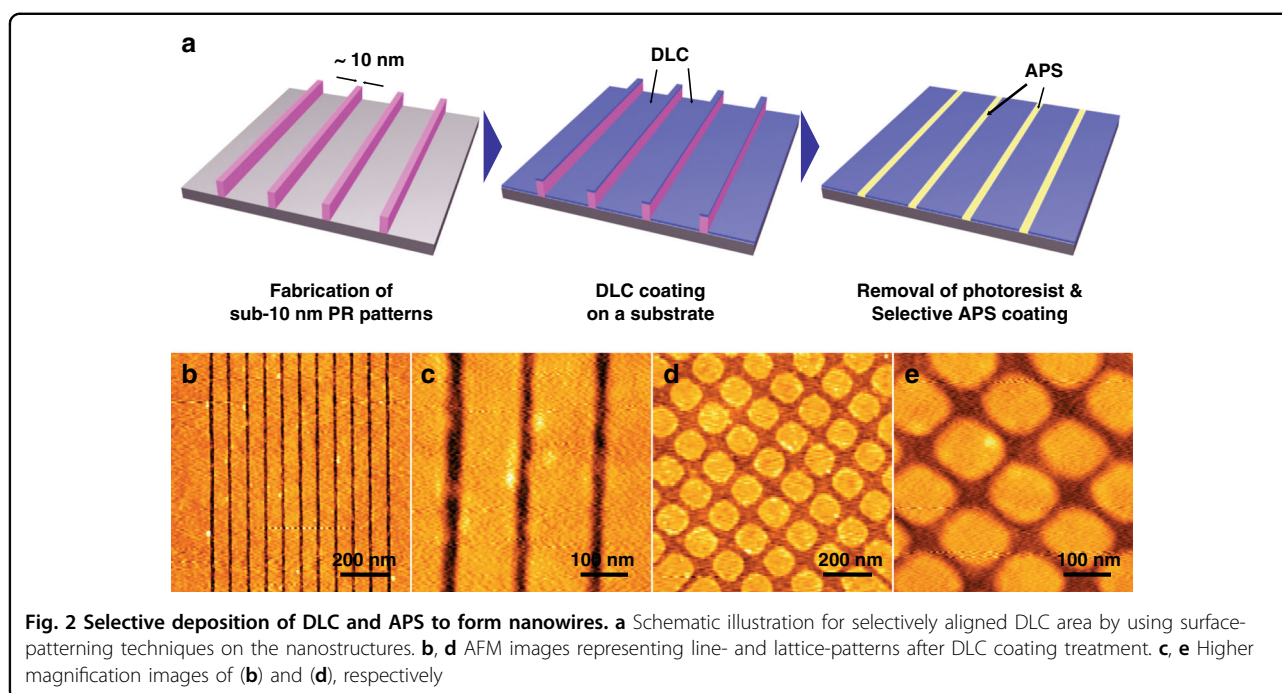 a
~ 10 nm
DLC
APS
Fabrication of
sub-10 nm PR patterns
DLC coating
on a substrate
Removal of photoresist &
Selective APS coating
b
200 nm
c
100 nm
d
200 nm
e
100 nm
Fig. 2 Selective deposition of DLC and APS to form nanowires. a Schematic illustration for selectively aligned DLC area by using surface-
patterning techniques on the nanostructures. b, d AFM images representing line- and lattice-patterns after DLC coating treatment. c, e Higher
magnification images of (b) and (d), respectively